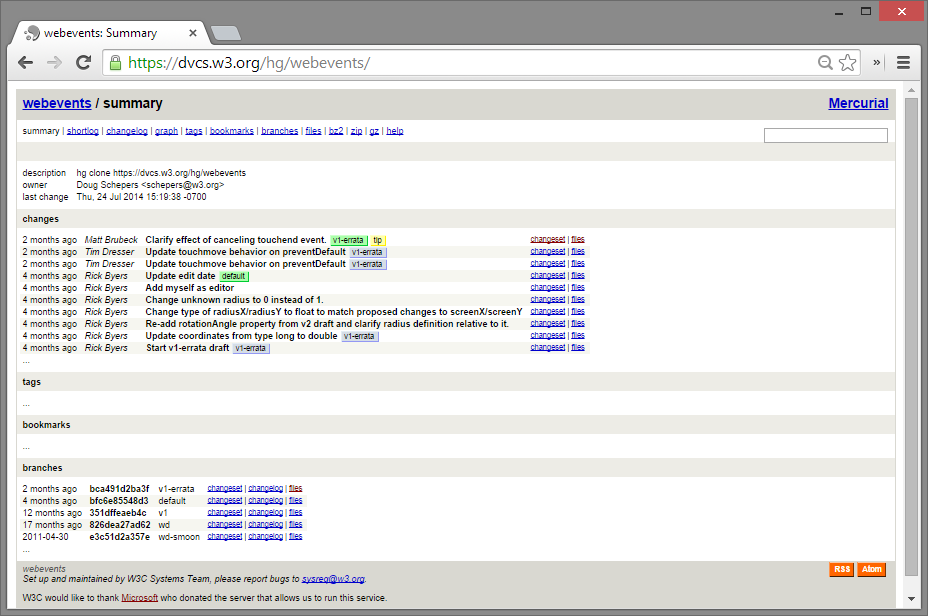 webevents: Summary
https://dvcs.w3.org/hg/webevents/
webevents / summary Mercurial
summary | shortlog | changelog | graph | tags | bookmarks | branches | files | bz2 | zip | gz | help
description hg clone https://dvcs.w3.org/hg/webevents
owner Doug Schepers <schepers@w3.org>
last change Thu, 24 Jul 2014 15:19:38 -0700
changes
2 months ago Matt Brubeck Clarify effect of canceling touchend event. v1-errata tip changeset | files
2 months ago Tim Dresser Update touchmove behavior on preventDefault v1-errata changeset | files
2 months ago Tim Dresser Update touchmove behavior on preventDefault v1-errata changeset | files
4 months ago Rick Byers Update edit date default changeset | files
4 months ago Rick Byers Add myself as editor changeset | files
4 months ago Rick Byers Change unknown radius to 0 instead of 1. changeset | files
4 months ago Rick Byers Change type of radiusX/radiusY to float to match proposed changes to screenX/screenY changeset | files
4 months ago Rick Byers Re-add rotationAngle property from v2 draft and clarify radius definition relative to it. changeset | files
4 months ago Rick Byers Update coordinates from type long to double v1-errata changeset | files
4 months ago Rick Byers Start v1-errata draft v1-errata changeset | files
...
tags
...
bookmarks
...
branches
2 months ago bca491d2ba3f v1-errata changeset | changelog | files
4 months ago bfc6e85548d3 default changeset | changelog | files
12 months ago 351dffeaeb4c v1 changeset | changelog | files
17 months ago 826dea27ad62 wd changeset | changelog | files
2011-04-30 e3c51d2a357e wd-smoon changeset | changelog | files
...
webevents RSS Atom
Set up and maintained by W3C Systems Team, please report bugs to sysreq@w3.org.
W3C would like to thank Microsoft who donated the server that allows us to run this service.